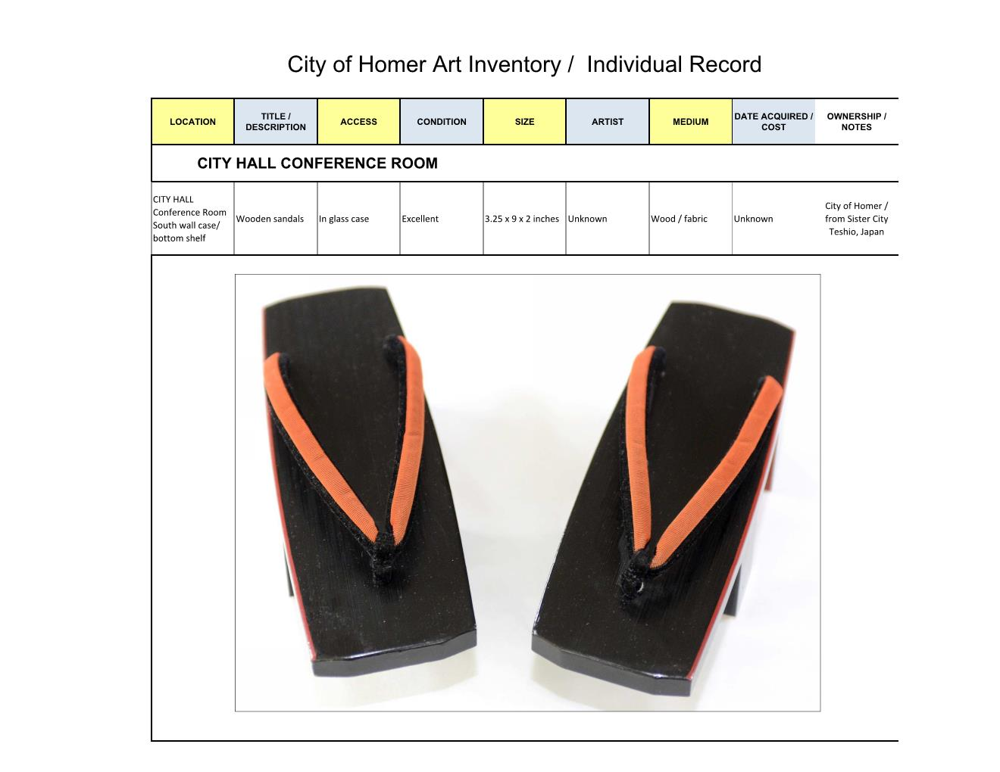 City of Homer Art Inventory /  Individual Record
LOCATION
TITLE /
DESCRIPTION
ACCESS
CONDITION
SIZE
ARTIST
MEDIUM
DATE ACQUIRED /
COST
OWNERSHIP /
NOTES
CITY HALL CONFERENCE ROOM
CITY HALL
Conference Room
South wall case/
bottom shelf
Wooden sandals
In glass case
Excellent
3.25 x 9 x 2 inches
Unknown
Wood / fabric
Unknown
City of Homer /
from Sister City
Teshio, Japan